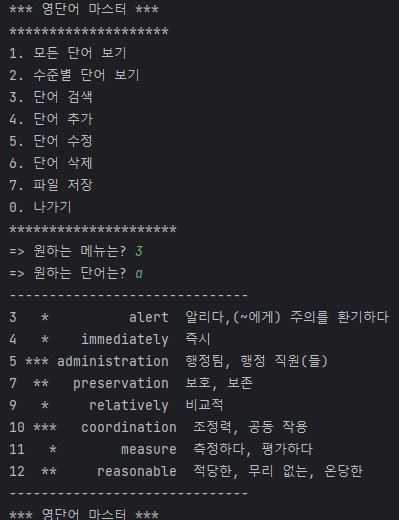 *** 영단어 마스터 ***
********************
1. 모든 단어 보기
2. 수준별 단어 보기
3. 단어 검색
4. 단어 추가
5. 단어 수정
6. 단어 삭제
7. 파일 저장
0. 나가기
*********************
=> 원하는 메뉴는? 3
=> 원하는 단어는? a
------------------------------
3   *          alert  알리다,(~에게) 주의를 환기하다
4   *    immediately  즉시
5 *** administration  행정팀, 행정 직원(들)
7  **   preservation  보호, 보존
9   *     relatively  비교적
10 ***   coordination  조정력, 공동 작용
11   *        measure  측정하다, 평가하다
12  **     reasonable  적당한, 무리 없는, 온당한
------------------------------
*** 영단어 마스터 ***